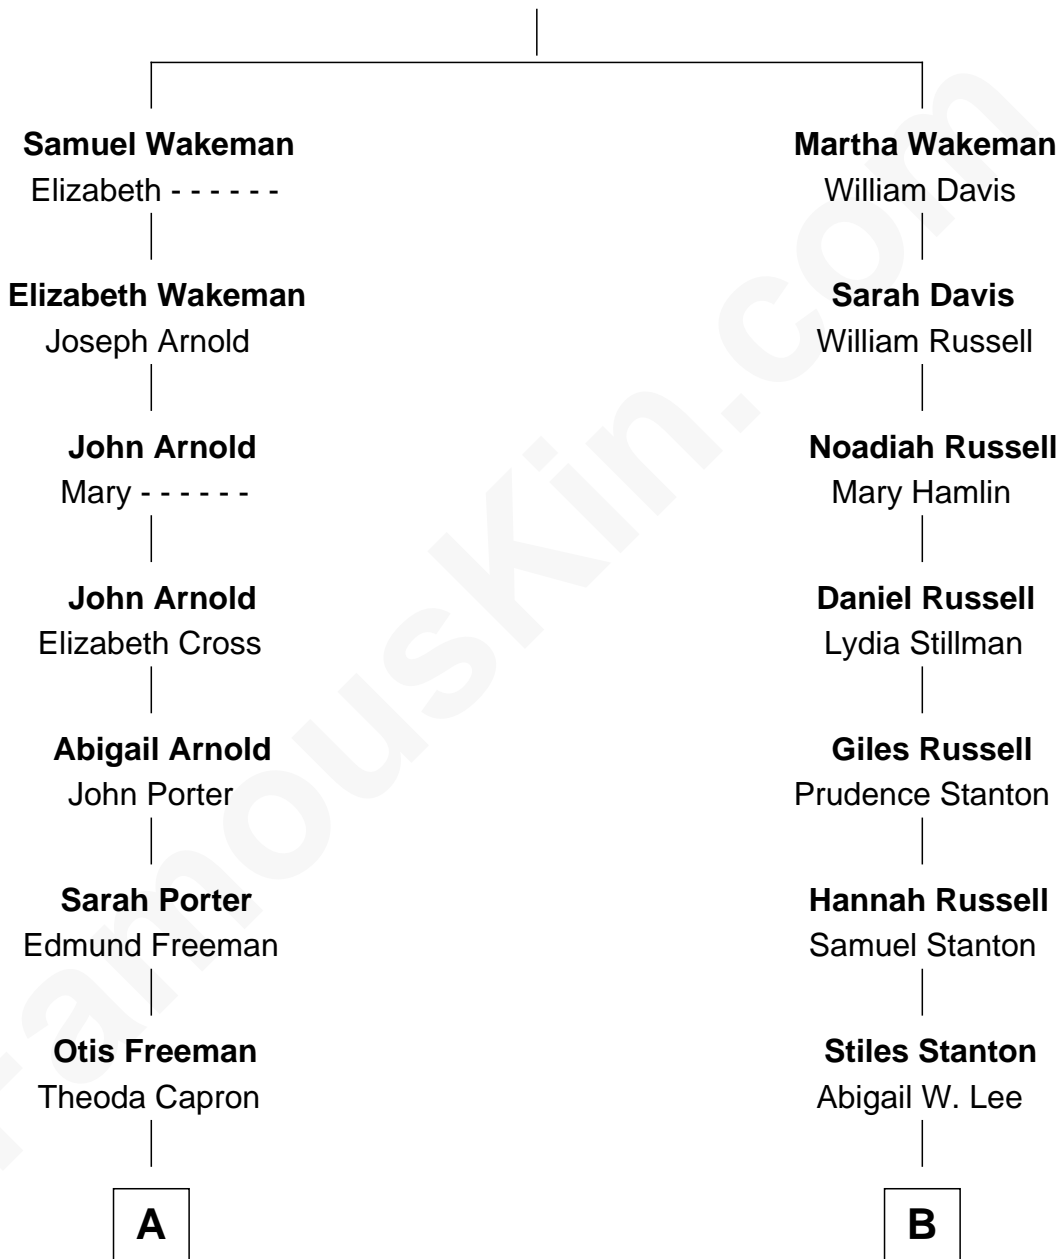 Samuel Wakeman
Elizabeth - - - - - -
Elizabeth Wakeman
Joseph Arnold
John Arnold
Mary - - - - - -
John Arnold
Elizabeth Cross
Abigail Arnold
John Porter
Sarah Porter
Edmund Freeman
Otis Freeman
Theoda Capron
A
Martha Wakeman
William Davis
Sarah Davis
William Russell
Noadiah Russell
Mary Hamlin
Daniel Russell
Lydia Stillman
Giles Russell
Prudence Stanton
Hannah Russell
Samuel Stanton
Stiles Stanton
Abigail W. Lee
B
FamousKin.com